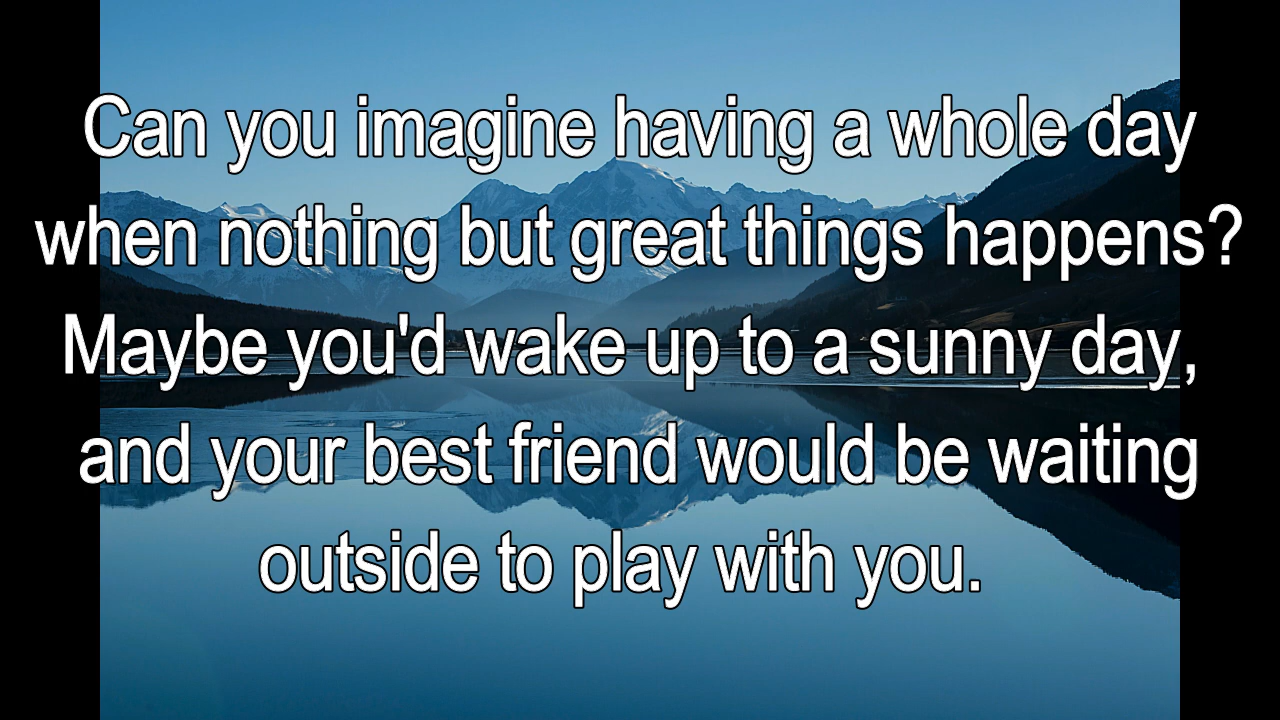 Can you imagine having a whole day
when nothing but great things happens?
Maybe you'd wake up to a sunny day,
and your best friend would be waiting
outside to play with you.